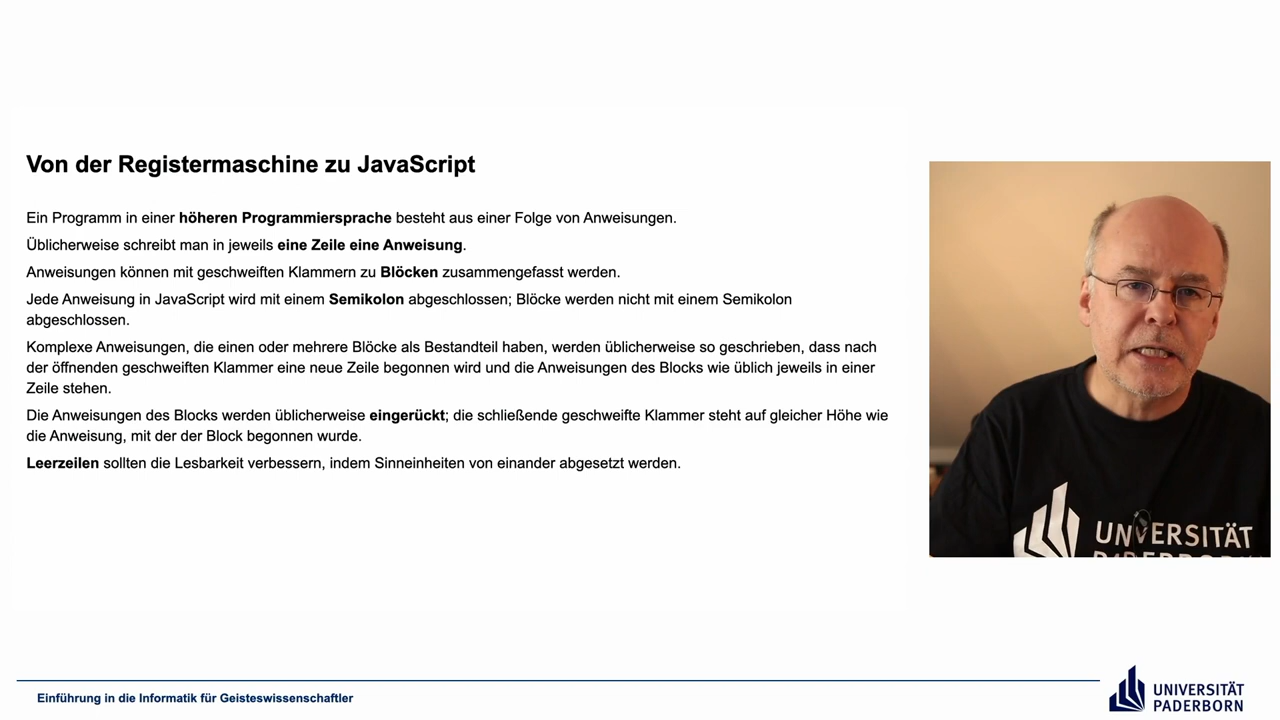 Von der Registermaschine zu JavaScript
Ein Programm in einer höheren Programmiersprache besteht aus einer Folge von Anweisungen.
Üblicherweise schreibt man in jeweils eine Zeile eine Anweisung.
Anweisungen können mit geschweiften Klammern zu Blöcken zusammengefasst werden.
Jede Anweisung in JavaScript wird mit einem Semikolon abgeschlossen; Blöcke werden nicht mit einem Semikolon
abgeschlossen.
Komplexe Anweisungen, die einen oder mehrere Blöcke als Bestandteil haben, werden üblicherweise so geschrieben, dass nach
der öffnenden geschweiften Klammer eine neue Zeile begonnen wird und die Anweisungen des Blocks wie üblich jeweils in einer
Zeile stehen.
Die Anweisungen des Blocks werden üblicherweise eingerückt; die schließende geschweifte Klammer steht auf gleicher Höhe wie
die Anweisung, mit der der Block begonnen wurde.
Leerzeilen sollten die Lesbarkeit verbessern, indem Sinneinheiten von einander abgesetzt werden.
UNIVERSITÄT
PADERBORN
Einführung in die Informatik für Geisteswissenschaftler
UNIVERSITÄT
PADERBORN